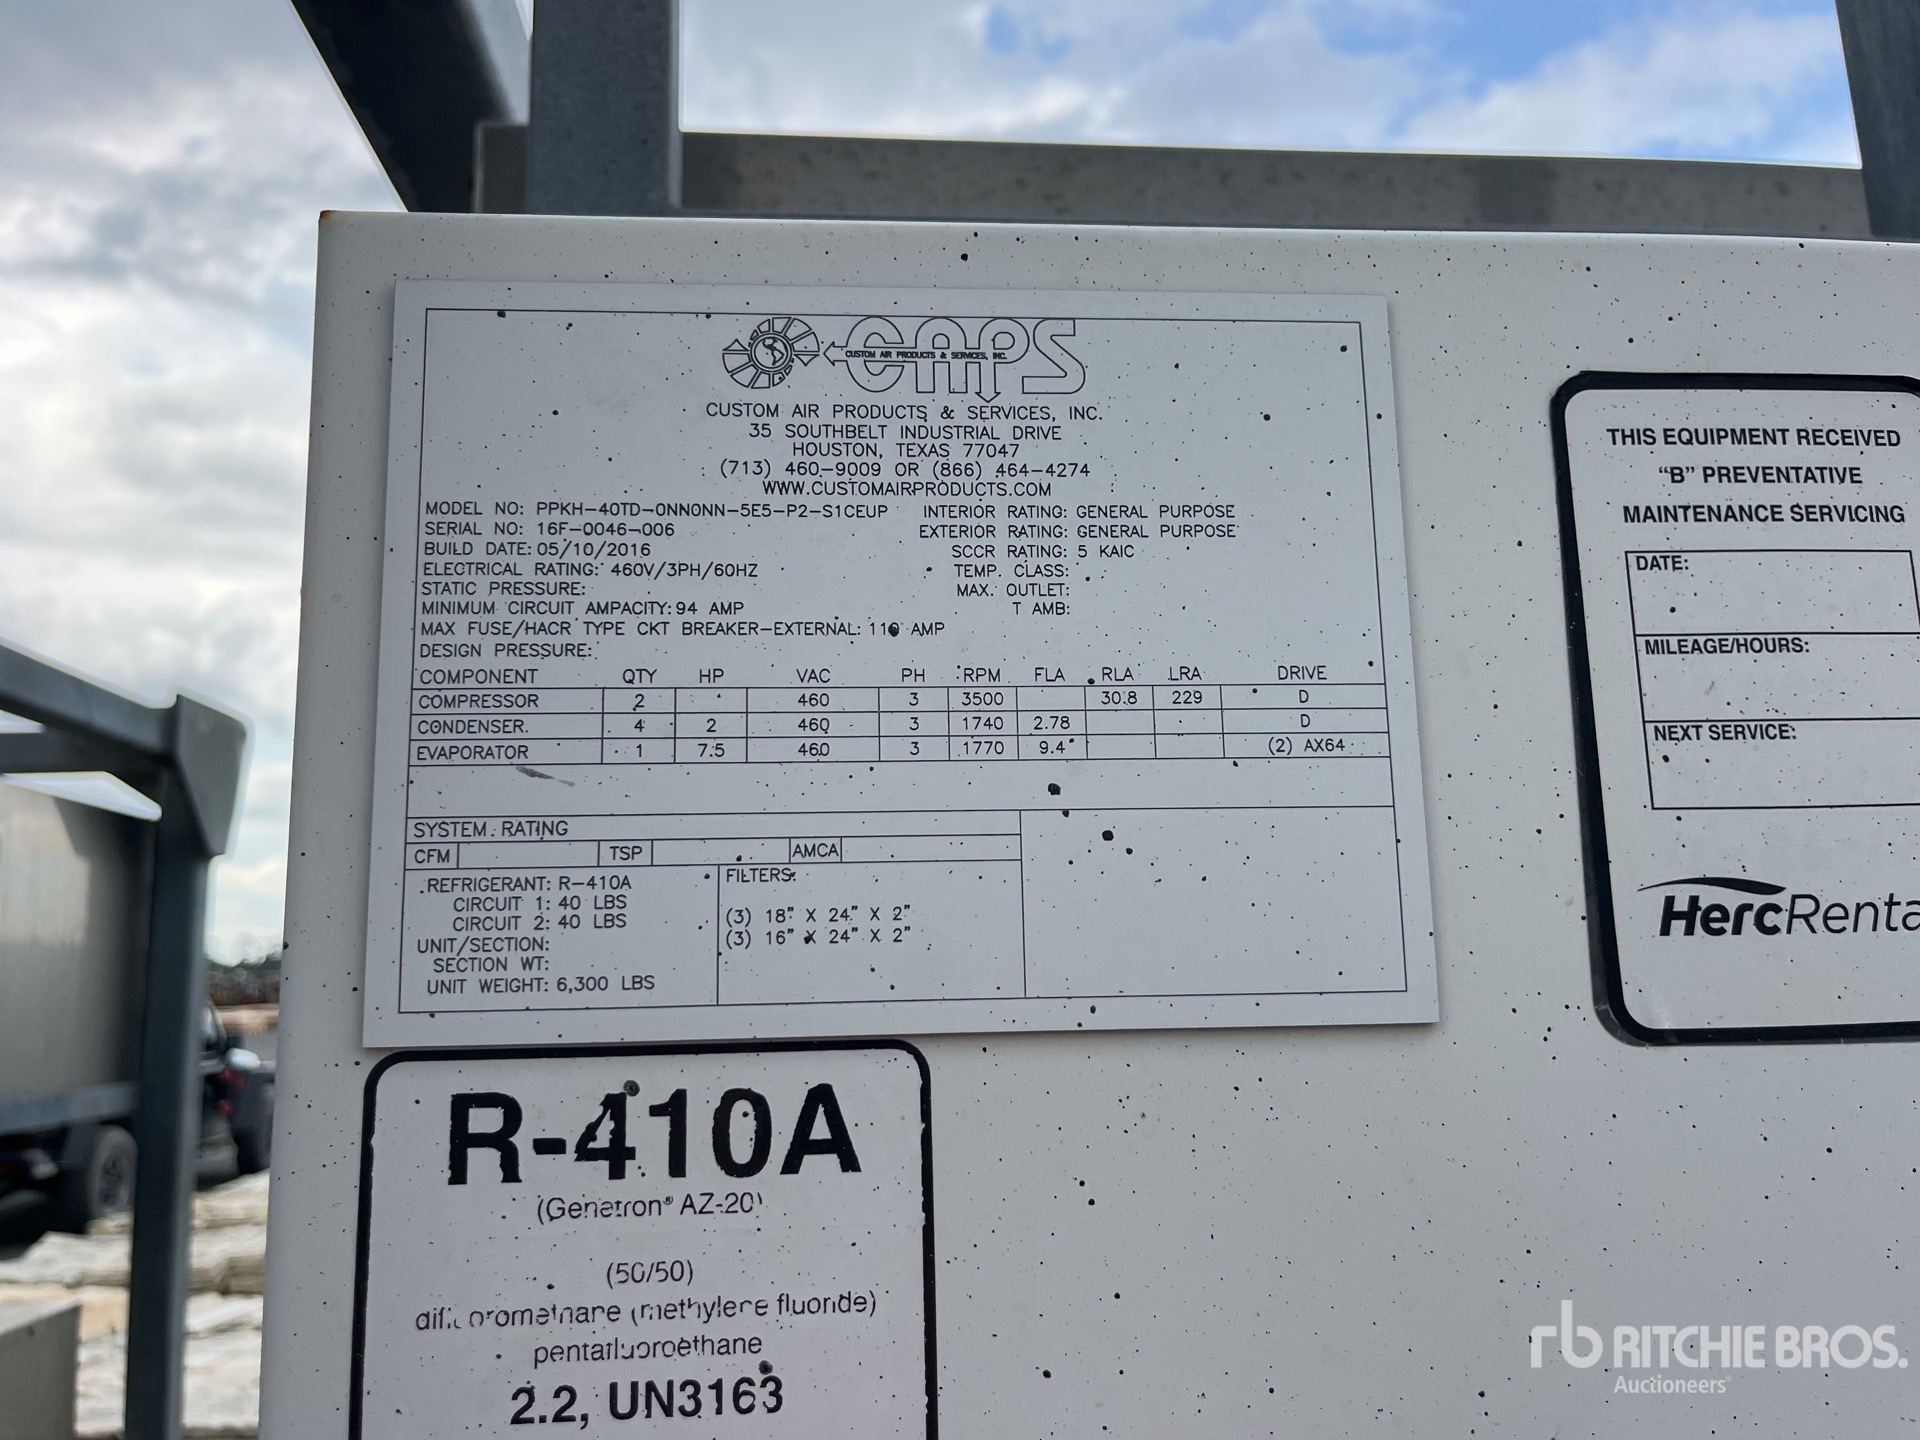 CAPS
CUSTOM AIR PRODUCTS & SERVICES, INC.
CUSTOM AIR PRODUCTS & SERVICES, INC.
35 SOUTHBELT INDUSTRIAL DRIVE
HOUSTON, TEXAS 77047
(713) 460-9009 OR (866) 464-4274
WWW.CUSTOMAIRPRODUCTS.COM
MODEL NO: PPKH-40TD-0NN0NN-5E5-P2-S1CEUP INTERIOR RATING: GENERAL PURPOSE
SERIAL NO: 16F-0046-006 EXTERIOR RATING: GENERAL PURPOSE
BUILD DATE: 05/10/2016 SCCR RATING: 5 KAIC
ELECTRICAL RATING: 460V/3PH/60HZ TEMP. CLASS:
STATIC PRESSURE: MAX. OUTLET:
MINIMUM CIRCUIT AMPACITY: 94 AMP T AMB:
MAX FUSE/HACR TYPE CKT BREAKER-EXTERNAL: 110 AMP
DESIGN PRESSURE:
COMPONENT QTY HP VAC PH RPM FLA RLA LRA DRIVE
COMPRESSOR 2 460 3 3500 30.8 229 D
CONDENSER 4 2 460 3 1740 2.78 D
EVAPORATOR 1 7.5 460 3 1770 9.4 (2) AX64
SYSTEM RATING
CFM TSP AMCA
REFRIGERANT: R-410A
CIRCUIT 1: 40 LBS
CIRCUIT 2: 40 LBS
UNIT/SECTION:
SECTION WT:
UNIT WEIGHT: 6,300 LBS
FILTERS:
(3) 18" X 24" X 2"
(3) 16" X 24" X 2"
THIS EQUIPMENT RECEIVED
"B" PREVENTATIVE
MAINTENANCE SERVICING
DATE:
MILEAGE/HOURS:
NEXT SERVICE:
HercRenta
R-410A
(Genetron® AZ-20)
(50/50)
difluoromethane (methylene fluoride)
pentafluoroethane
2.2, UN3163
rb RITCHIE BROS.
Auctioneers